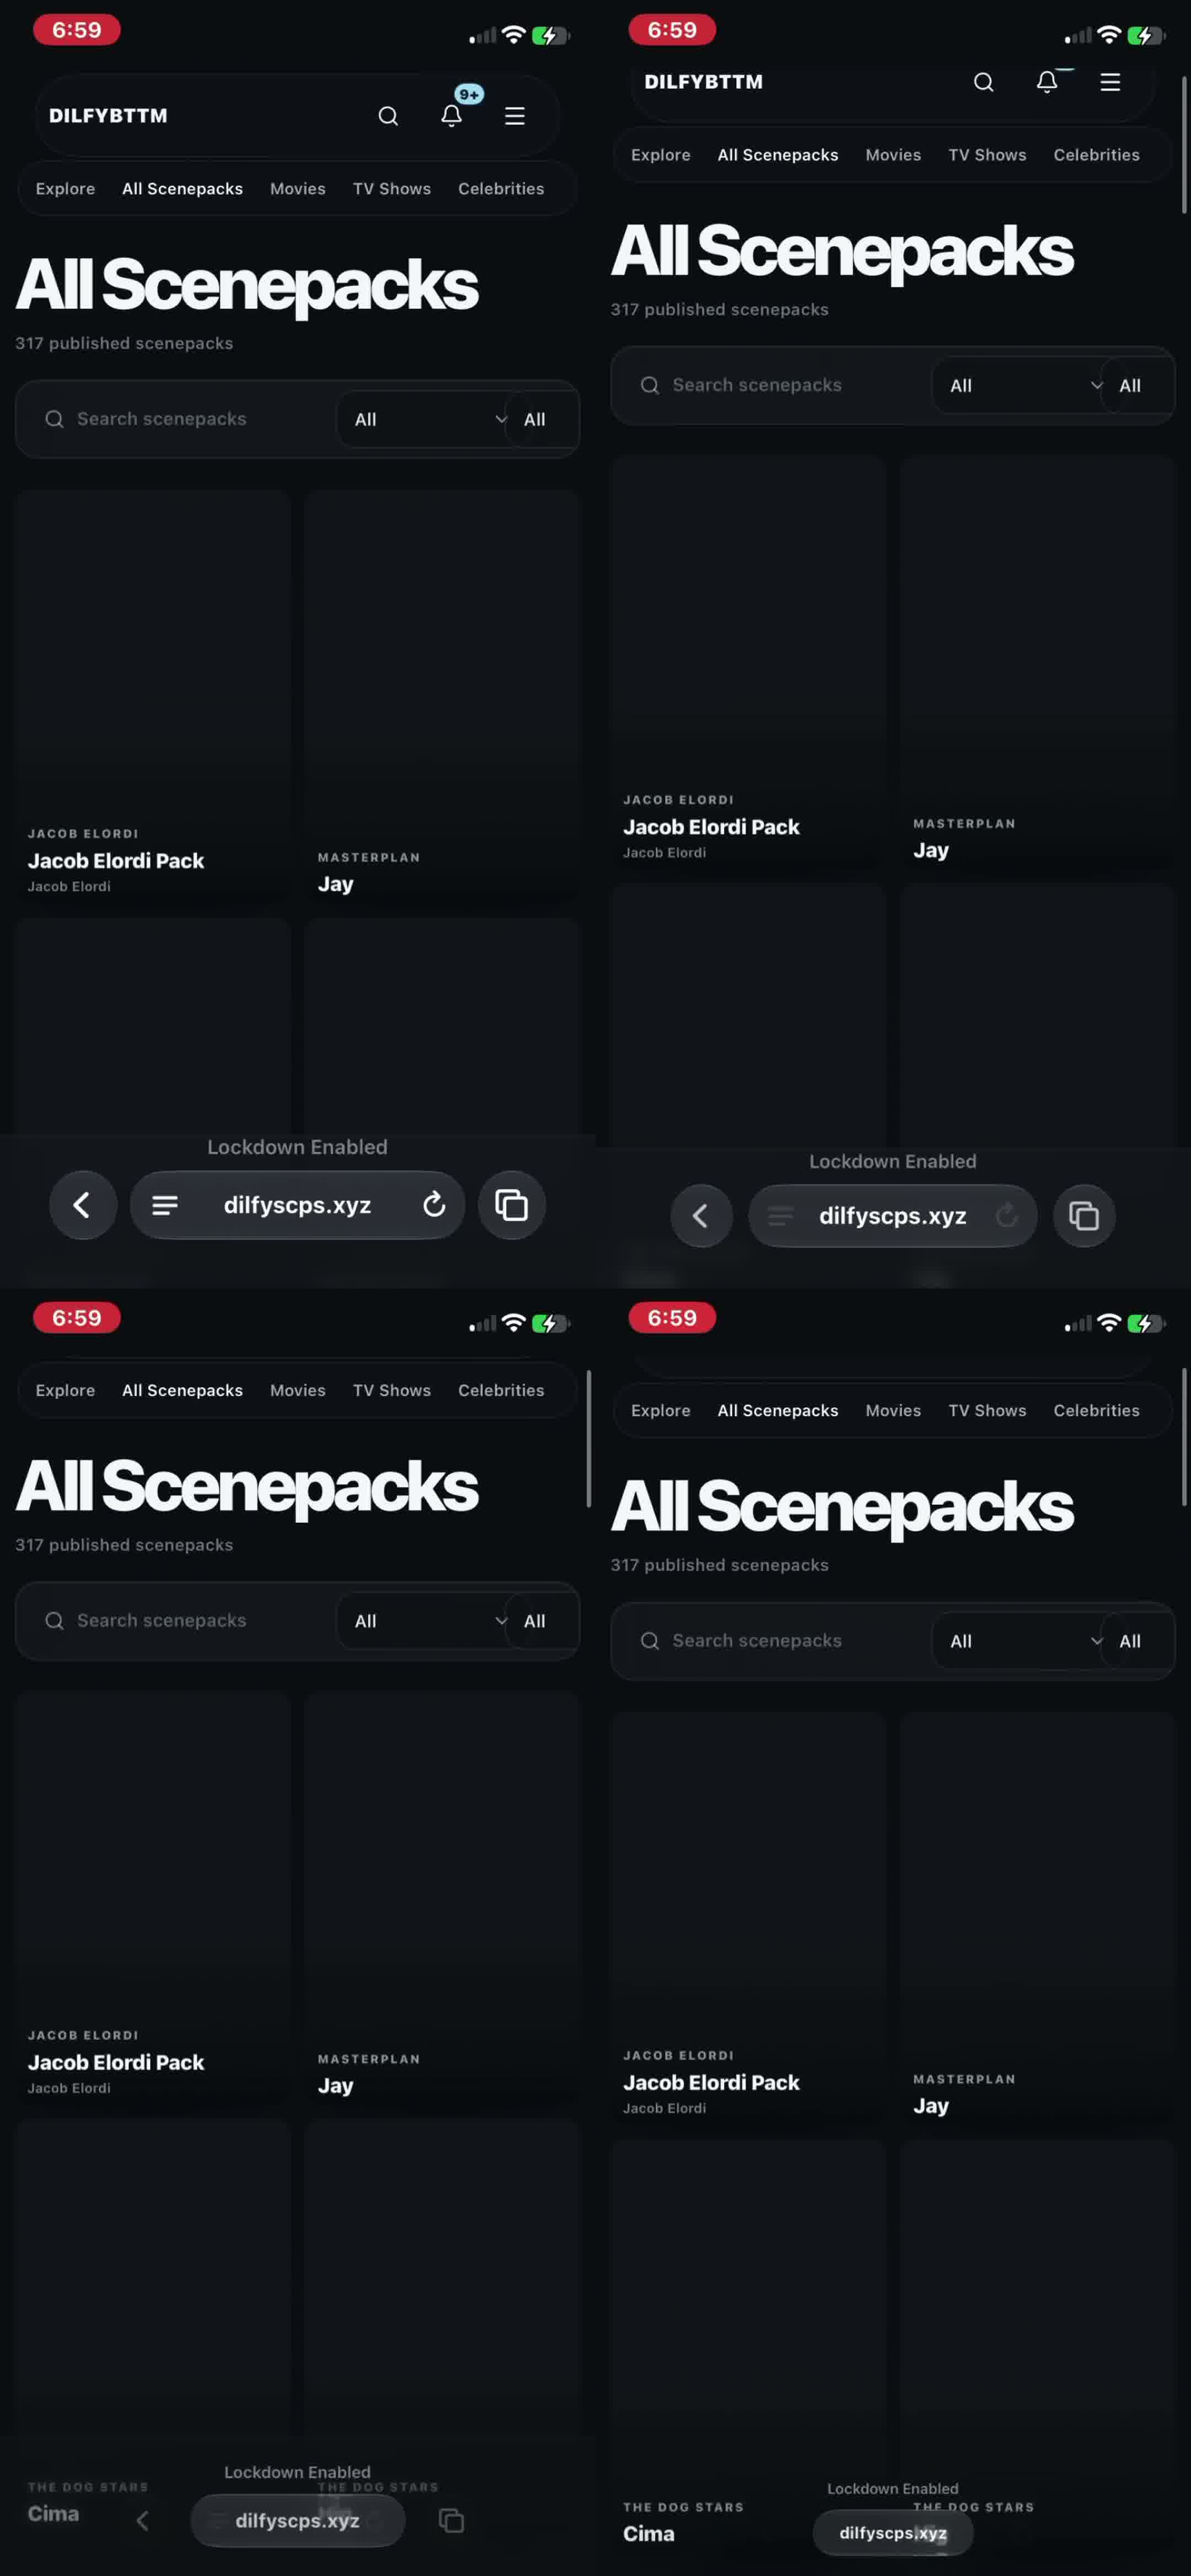 6:59
DILFYBTTM
9+
Explore All Scenepacks Movies TV Shows Celebrities
All Scenepacks
317 published scenepacks
Search scenepacks All All
JACOB ELORDI
Jacob Elordi Pack
Jacob Elordi
MASTERPLAN
Jay
Lockdown Enabled
dilfyscps.xyz
6:59
DILFYBTTM
Explore All Scenepacks Movies TV Shows Celebrities
All Scenepacks
317 published scenepacks
Search scenepacks All All
JACOB ELORDI
Jacob Elordi Pack
Jacob Elordi
MASTERPLAN
Jay
Lockdown Enabled
dilfyscps.xyz
6:59
Explore All Scenepacks Movies TV Shows Celebrities
All Scenepacks
317 published scenepacks
Search scenepacks All All
JACOB ELORDI
Jacob Elordi Pack
Jacob Elordi
MASTERPLAN
Jay
Lockdown Enabled
THE DOG STARS
Cima
THE DOG STARS
dilfyscps.xyz
6:59
Explore All Scenepacks Movies TV Shows Celebrities
All Scenepacks
317 published scenepacks
Search scenepacks All All
JACOB ELORDI
Jacob Elordi Pack
Jacob Elordi
MASTERPLAN
Jay
Lockdown Enabled
THE DOG STARS
Cima
THE DOG STARS
dilfyscps.xyz